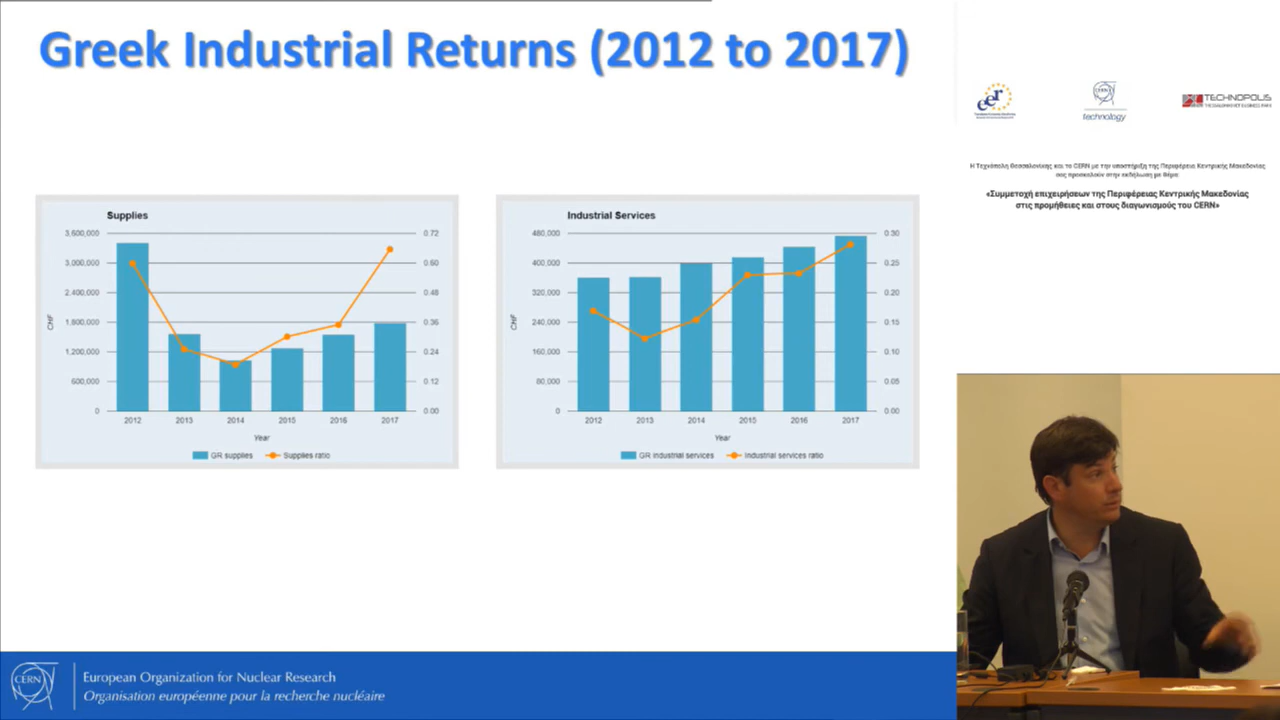 Greek Industrial Returns (2012 to 2017)
Supplies
3,600,000
3,000,000
2,400,000
1,800,000
1,200,000
600,000
0
CHF
0.72
0.60
0.48
0.36
0.24
0.12
0.00
2012 2013 2014 2015 2016 2017
Year
GR supplies Supplies ratio
Industrial Services
480,000
400,000
320,000
240,000
160,000
80,000
0
CHF
0.30
0.25
0.20
0.15
0.10
0.05
0.00
2012 2013 2014 2015 2016 2017
Year
GR industrial services Industrial services ratio
CERN
European Organization for Nuclear Research
Organisation européenne pour la recherche nucléaire
eer
CERN
technology
TECHNOPOLIS
Η Τεχνόπολη Θεσσαλονίκης και το CERN με την υποστήριξη της Περιφέρεια Κεντρικής Μακεδονίας
σας προσκαλούν στην εκδήλωση με θέμα:
«Συμμετοχή επιχειρήσεων της Περιφέρειας Κεντρικής Μακεδονίας
στις προμήθειες και στους διαγωνισμούς του CERN»